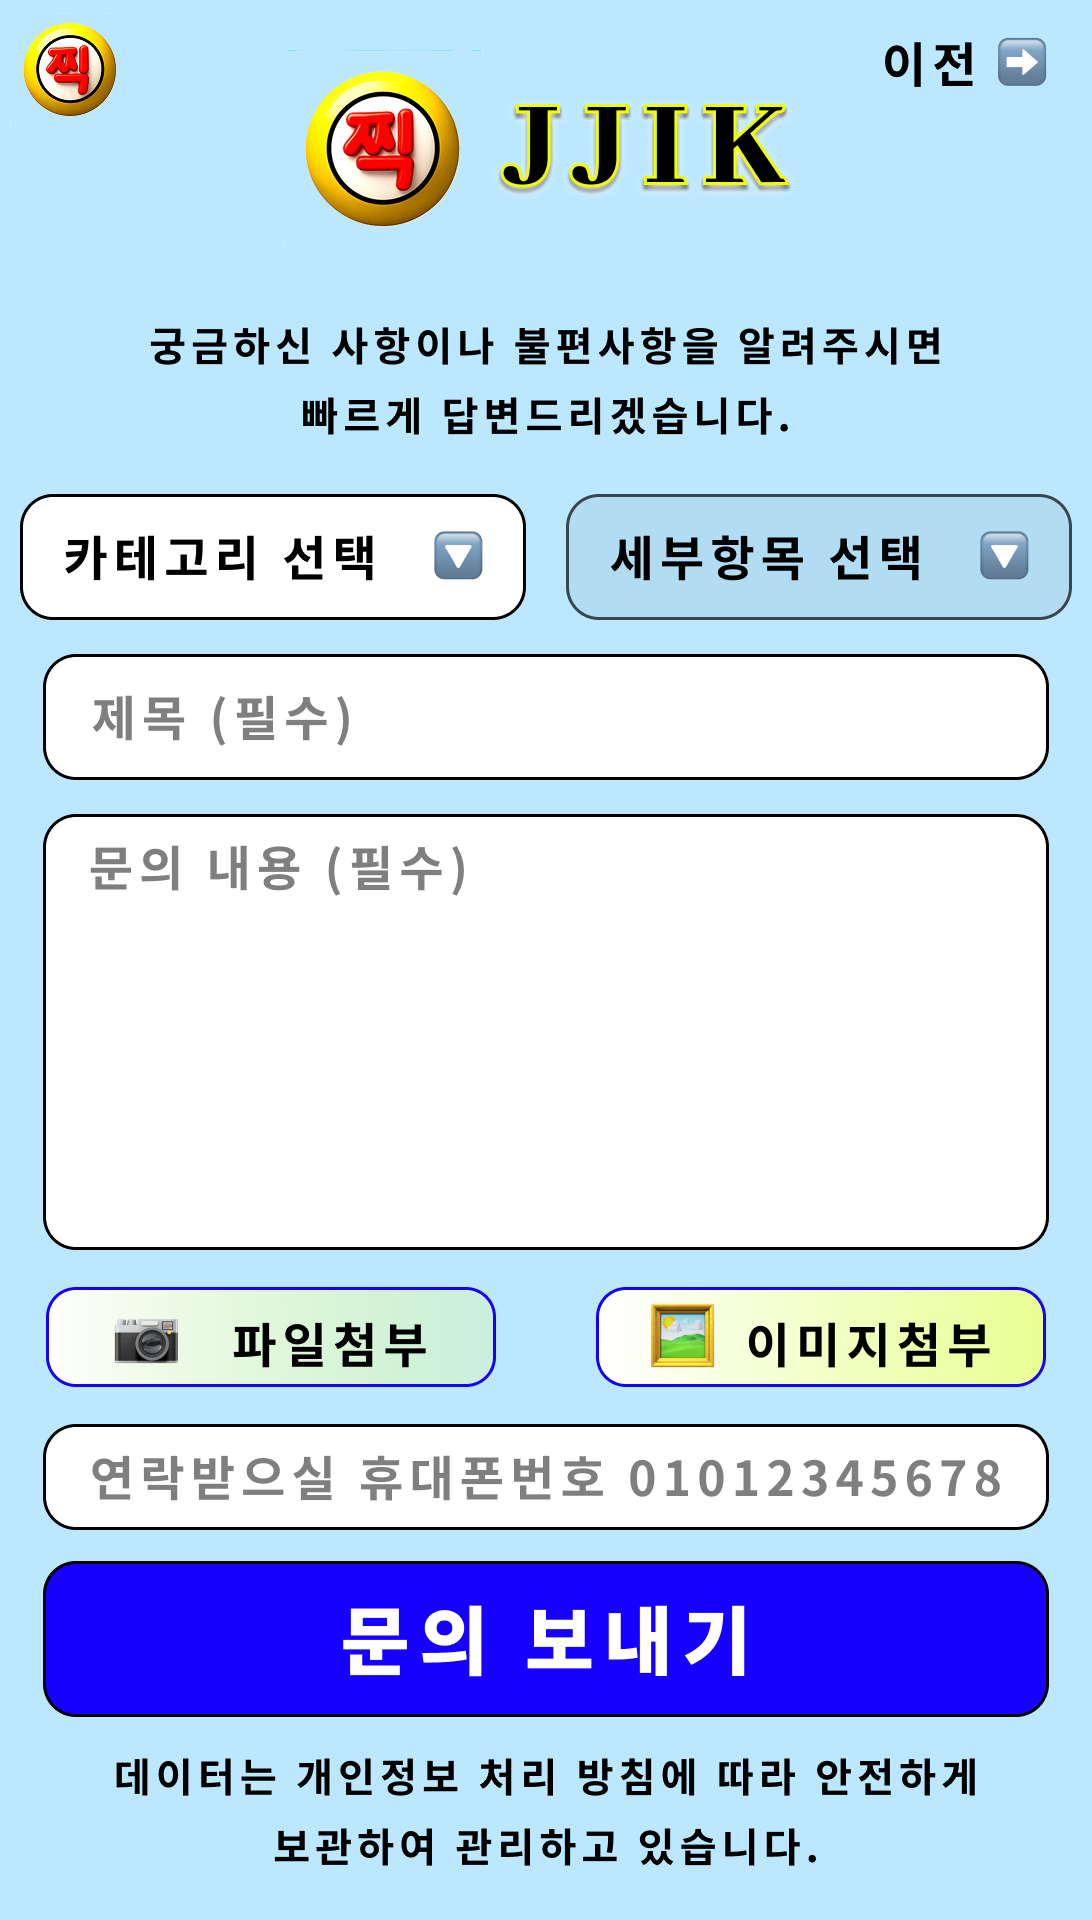 찍
이전
찍 JJIK
궁금하신 사항이나 불편사항을 알려주시면
빠르게 답변드리겠습니다.
카테고리 선택
세부항목 선택
제목 (필수)
문의 내용 (필수)
파일첨부
이미지첨부
연락받으실 휴대폰번호 01012345678
문의 보내기
데이터는 개인정보 처리 방침에 따라 안전하게
보관하여 관리하고 있습니다.